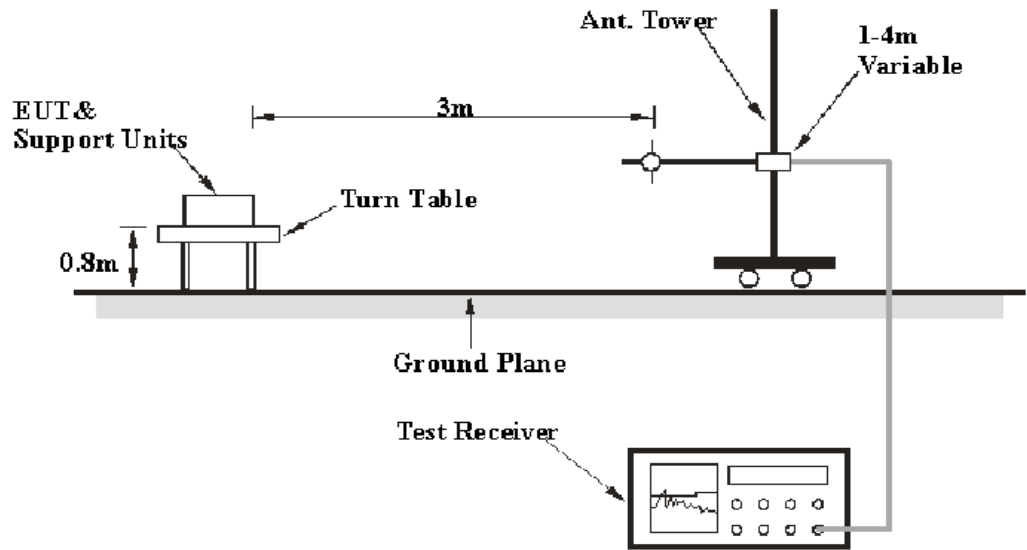 Ant. Tower
1-4m
Variable
3m
EUT &
Support Units
Turn Table
0.8m
Ground Plane
Test Receiver